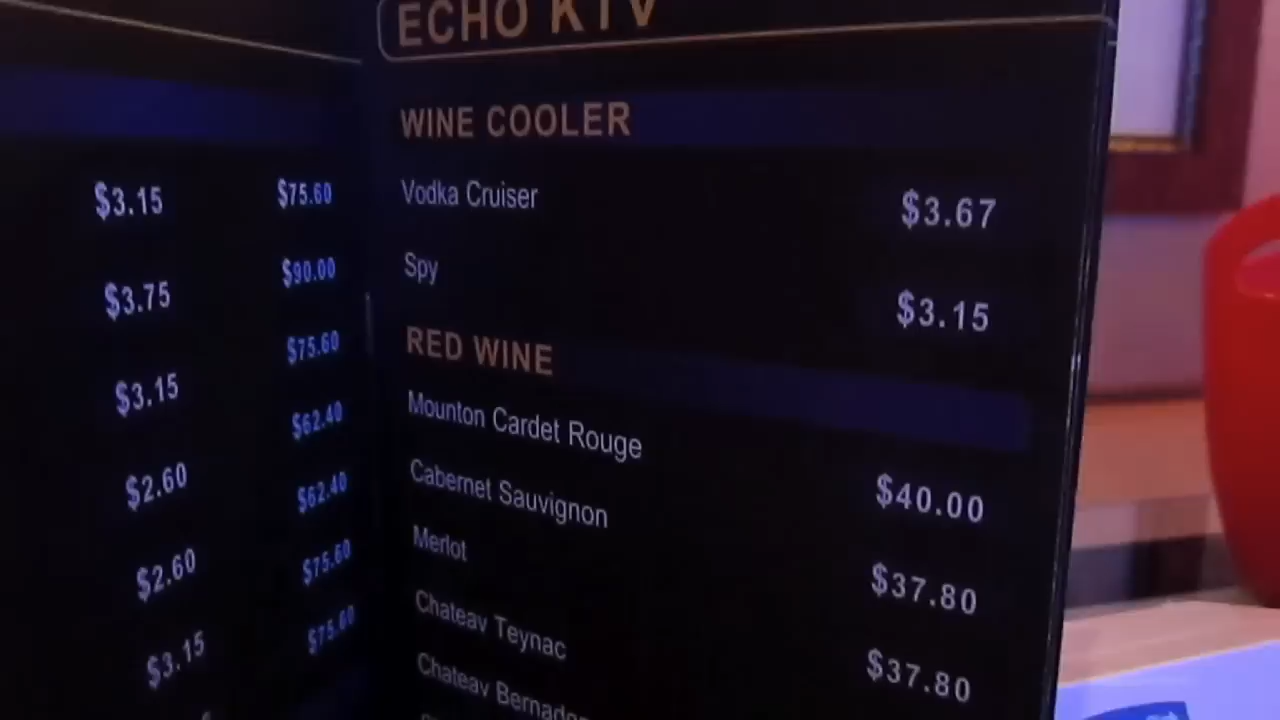 $3.15 $75.60
$3.75 $90.00
$3.15 $75.60
$2.60 $62.40
$2.60 $62.40
$3.15 $75.60
$75.60
ECHO KTV
WINE COOLER
Vodka Cruiser $3.67
Spy $3.15
RED WINE
Mounton Cardet Rouge $40.00
Cabernet Sauvignon $37.80
Merlot $37.80
Chateav Teynac
Chateav